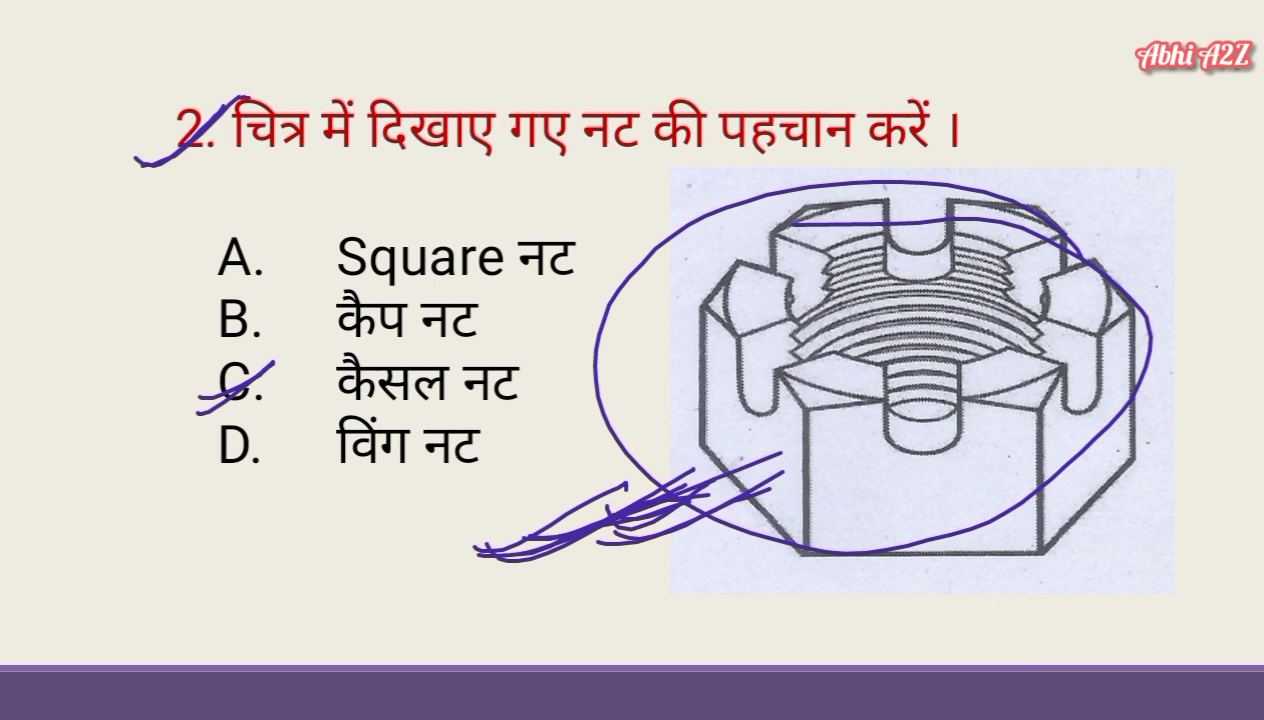 Abhi A2Z
2. चित्र में दिखाए गए नट की पहचान करें ।
A. Square नट
B. कैप नट
C. कैसल नट
D. विंग नट